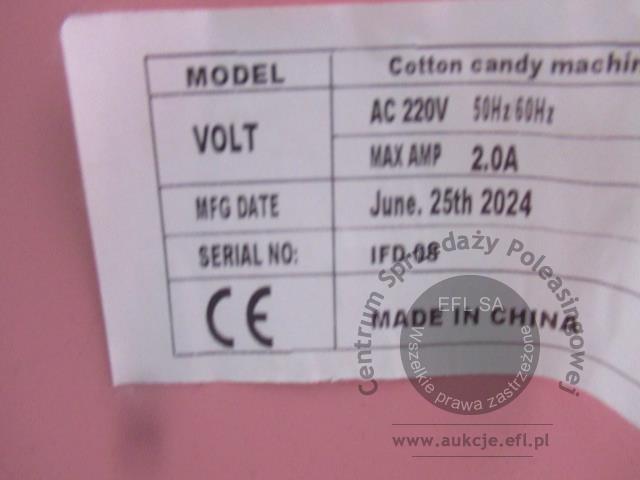 MODEL Cotton candy machin
VOLT AC 220V 50Hz 60Hz
MAX AMP 2.0A
MFG DATE June. 25th 2024
SERIAL NO: IFD-08
CE MADE IN CHINA
Centrum Sprzedaży Poleasingowej
EFL SA
Wszelkie prawa zastrzeżone
www.aukcje.efl.pl